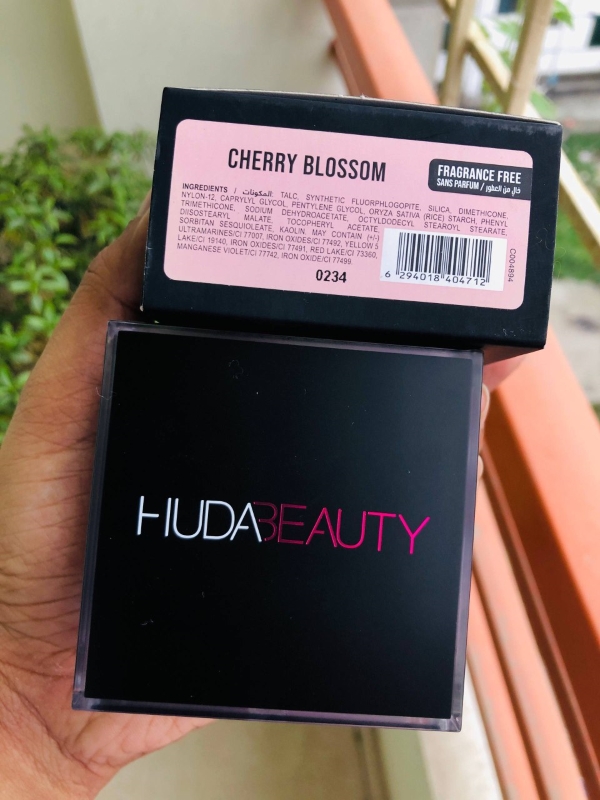 CHERRY BLOSSOM
FRAGRANCE FREE
SANS PARFUM / خالٍ من العطور
INGREDIENTS / المكونات: TALC, SYNTHETIC FLUORPHLOGOPITE, SILICA, DIMETHICONE,
NYLON-12, CAPRYLYL GLYCOL, PENTYLENE GLYCOL, ORYZA SATIVA (RICE) STARCH, PHENYL
TRIMETHICONE, SODIUM DEHYDROACETATE, OCTYLDODECYL STEAROYL STEARATE,
DIISOSTEARYL MALATE, TOCOPHERYL ACETATE,
SORBITAN SESQUIOLEATE, KAOLIN. MAY CONTAIN (+/-)
ULTRAMARINES/CI 77007, IRON OXIDES/CI 77492, YELLOW 5
LAKE/CI 19140, IRON OXIDES/CI 77491, RED LAKE/CI 73360,
MANGANESE VIOLET/CI 77742, IRON OXIDE/CI 77499
0234
6 294018 404712
C004894
HUDABEAUTY